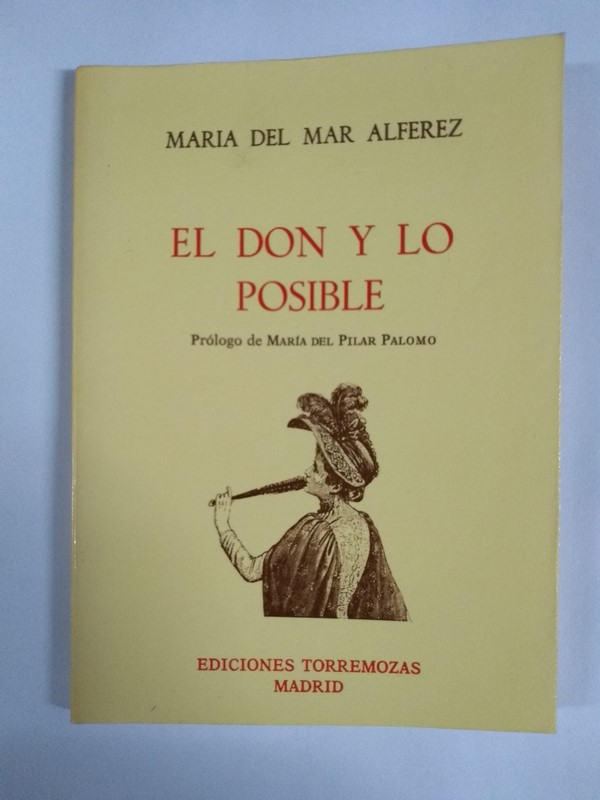 MARIA DEL MAR ALFEREZ
EL DON Y LO
POSIBLE
Prólogo de MARÍA DEL PILAR PALOMO
EDICIONES TORREMOZAS
MADRID